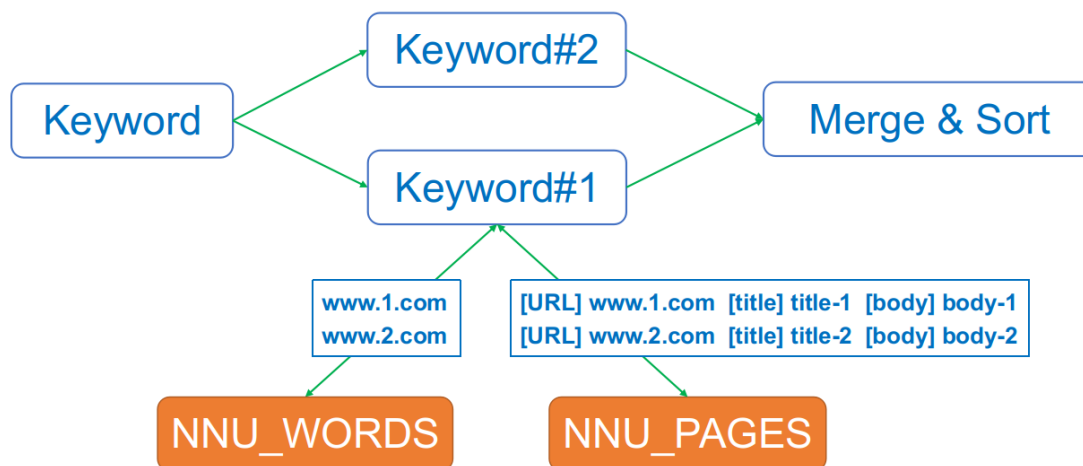 Keyword#2
Keyword
Merge & Sort
Keyword#1
www.1.com
www.2.com
[URL] www.1.com [title] title-1 [body] body-1
[URL] www.2.com [title] title-2 [body] body-2
NNU_WORDS
NNU_PAGES